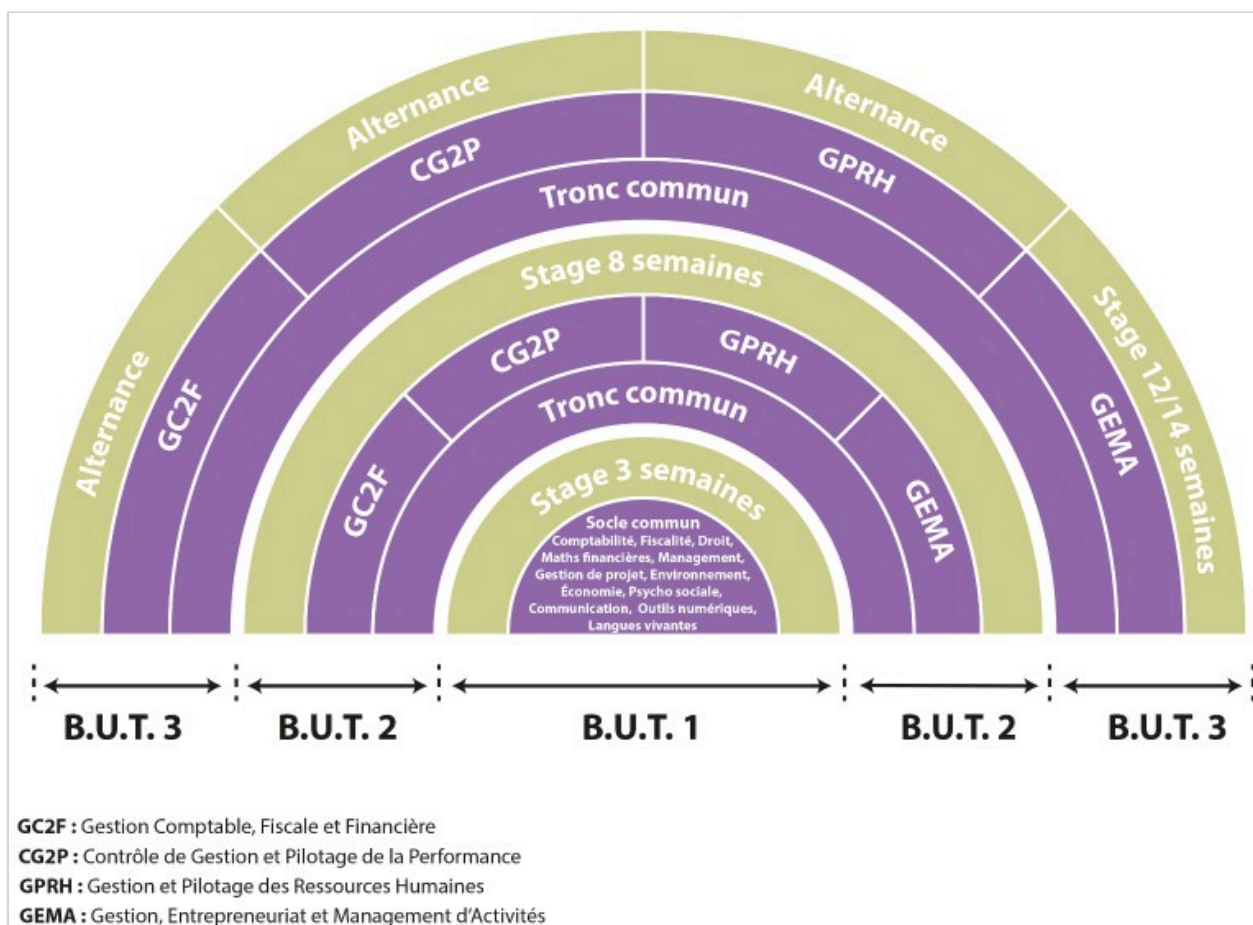 Alternance
Alternance
CG2P
GPRH
Tronc commun
Alternance
GC2F
Stage 12/14 semaines
GEMA
Stage 8 semaines
CG2P
GPRH
Tronc commun
GC2F
GEMA
Stage 3 semaines
Socle commun
Comptabilité, Fiscalité, Droit,
Maths financières, Management,
Gestion de projet, Environnement,
Économie, Psycho sociale,
Communication, Outils numériques,
Langues vivantes
B.U.T. 3
B.U.T. 2
B.U.T. 1
B.U.T. 2
B.U.T. 3
GC2F : Gestion Comptable, Fiscale et Financière
CG2P : Contrôle de Gestion et Pilotage de la Performance
GPRH : Gestion et Pilotage des Ressources Humaines
GEMA : Gestion, Entrepreneuriat et Management d'Activités